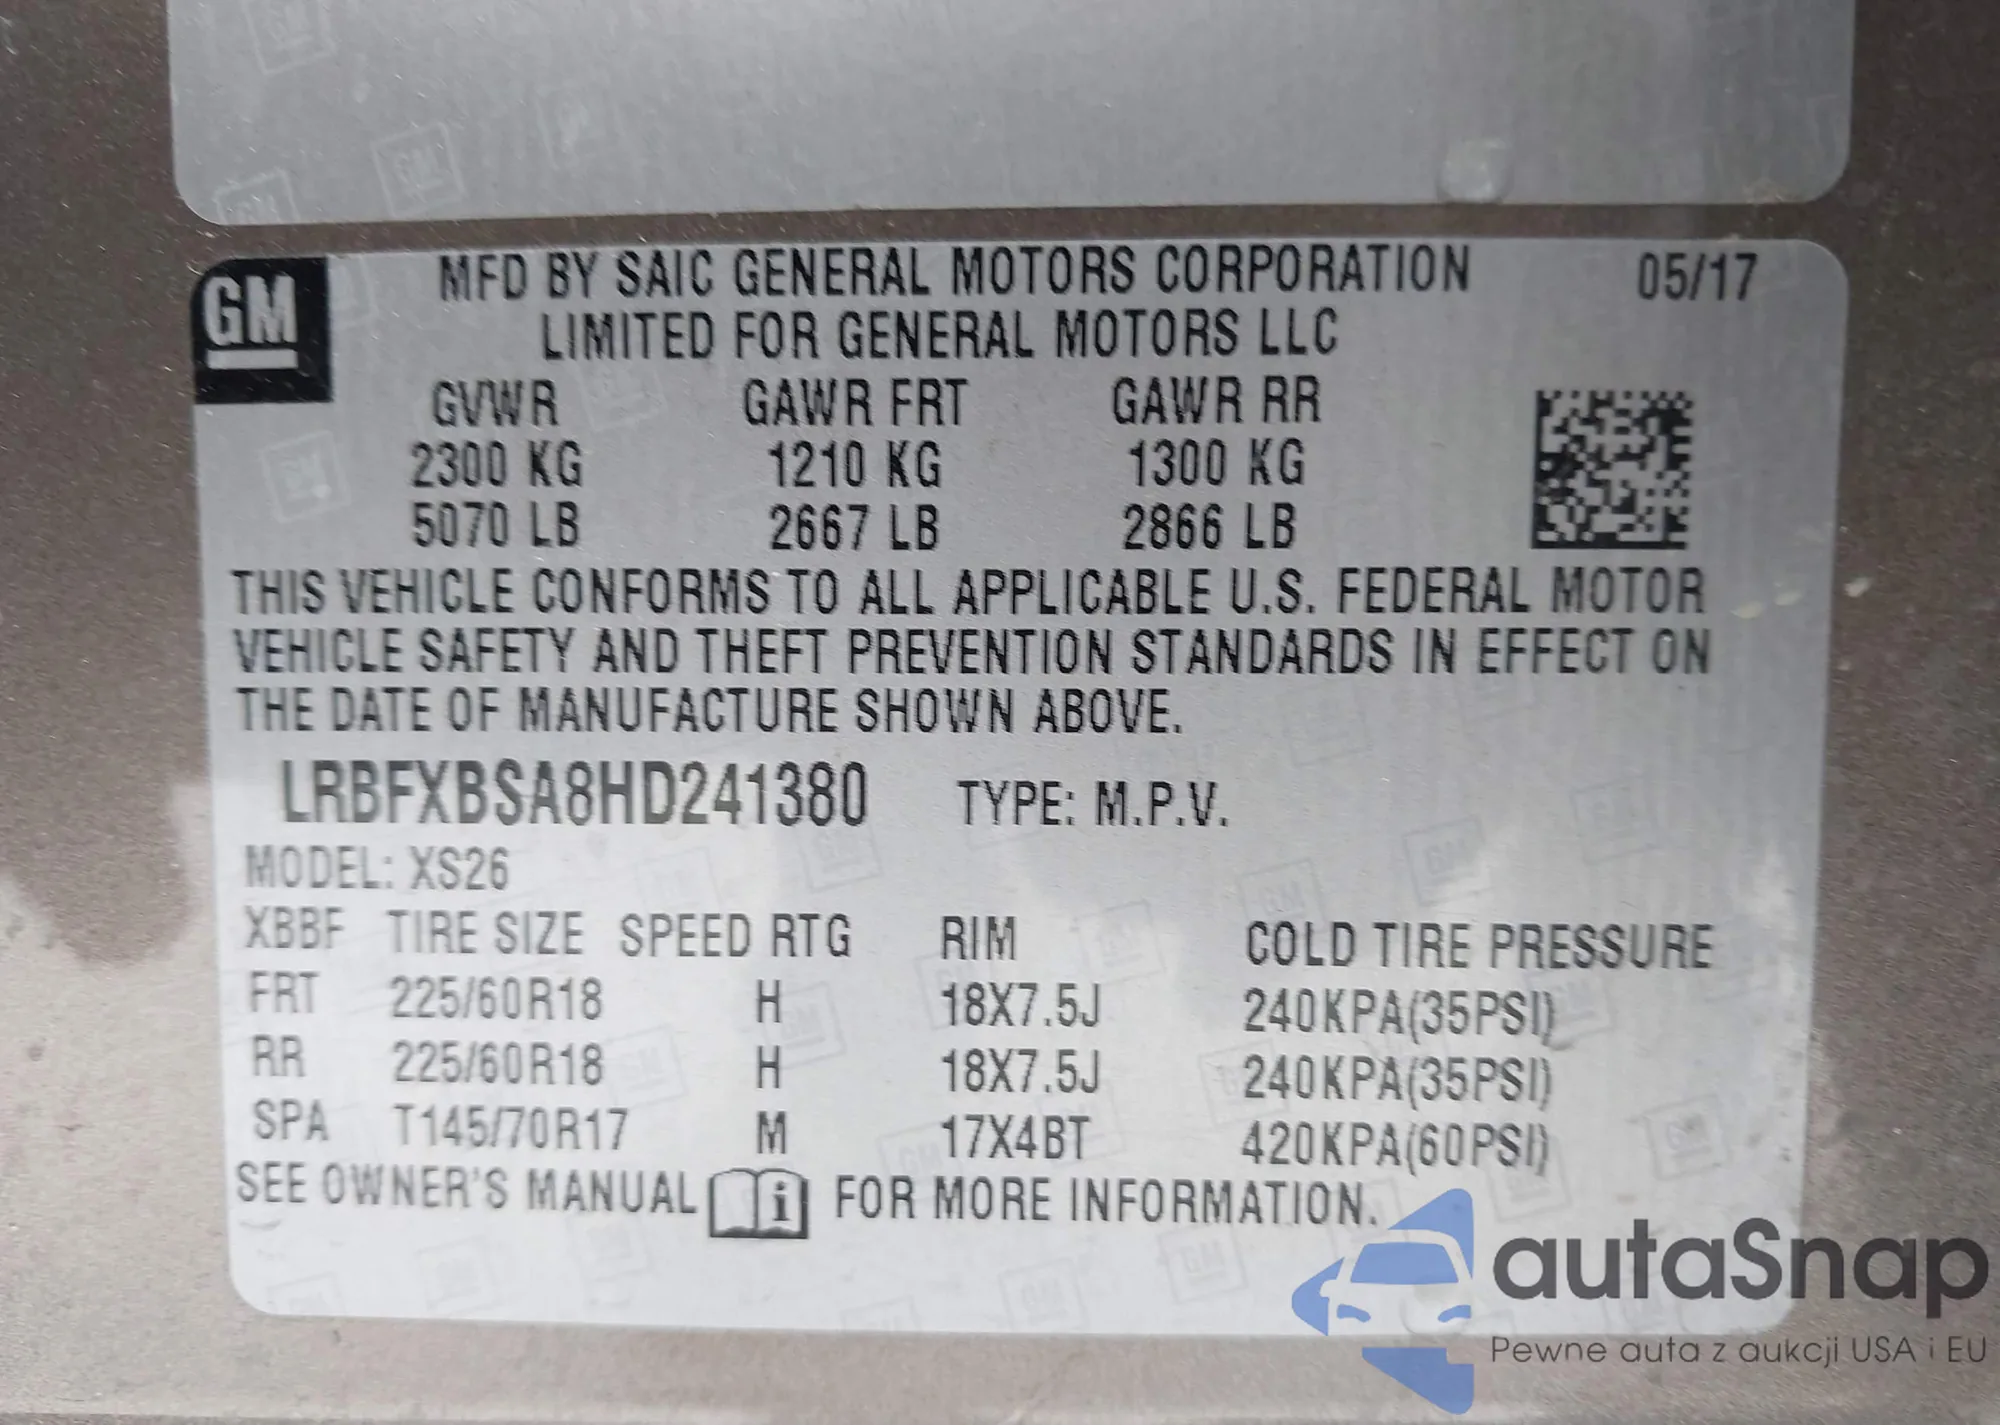 GM
MFD BY SAIC GENERAL MOTORS CORPORATION 05/17
LIMITED FOR GENERAL MOTORS LLC
GVWR GAWR FRT GAWR RR
2300 KG 1210 KG 1300 KG
5070 LB 2667 LB 2866 LB
THIS VEHICLE CONFORMS TO ALL APPLICABLE U.S. FEDERAL MOTOR
VEHICLE SAFETY AND THEFT PREVENTION STANDARDS IN EFFECT ON
THE DATE OF MANUFACTURE SHOWN ABOVE.
LRBFXBSA8HD241380 TYPE: M.P.V.
MODEL: XS26
XBBF TIRE SIZE SPEED RTG RIM COLD TIRE PRESSURE
FRT 225/60R18 H 18X7.5J 240KPA(35PSI)
RR 225/60R18 H 18X7.5J 240KPA(35PSI)
SPA T145/70R17 M 17X4BT 420KPA(60PSI)
SEE OWNER'S MANUAL i FOR MORE INFORMATION.
autaSnap
Pewne auta z aukcji USA i EU